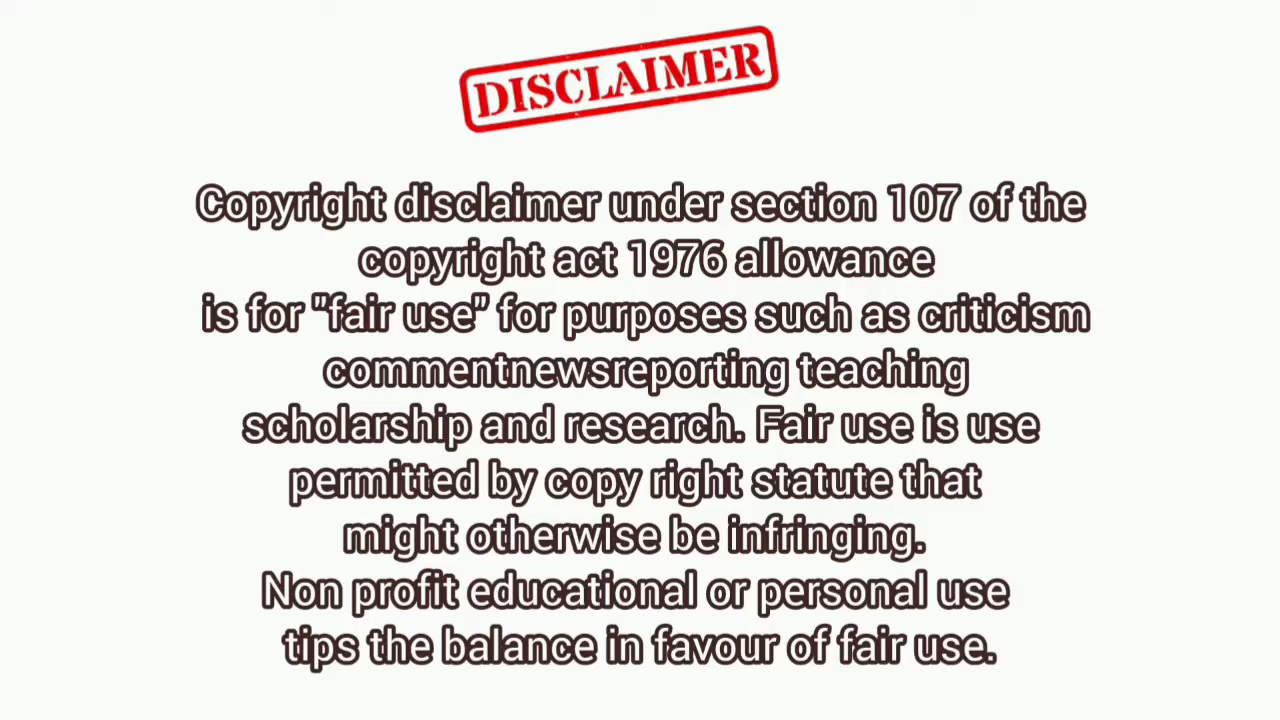 DISCLAIMER
Copyright disclaimer under section 107 of the
copyright act 1976 allowance
is for "fair use" for purposes such as criticism
commentnewsreporting teaching
scholarship and research. Fair use is use
permitted by copy right statute that
might otherwise be infringing.
Non profit educational or personal use
tips the balance in favour of fair use.